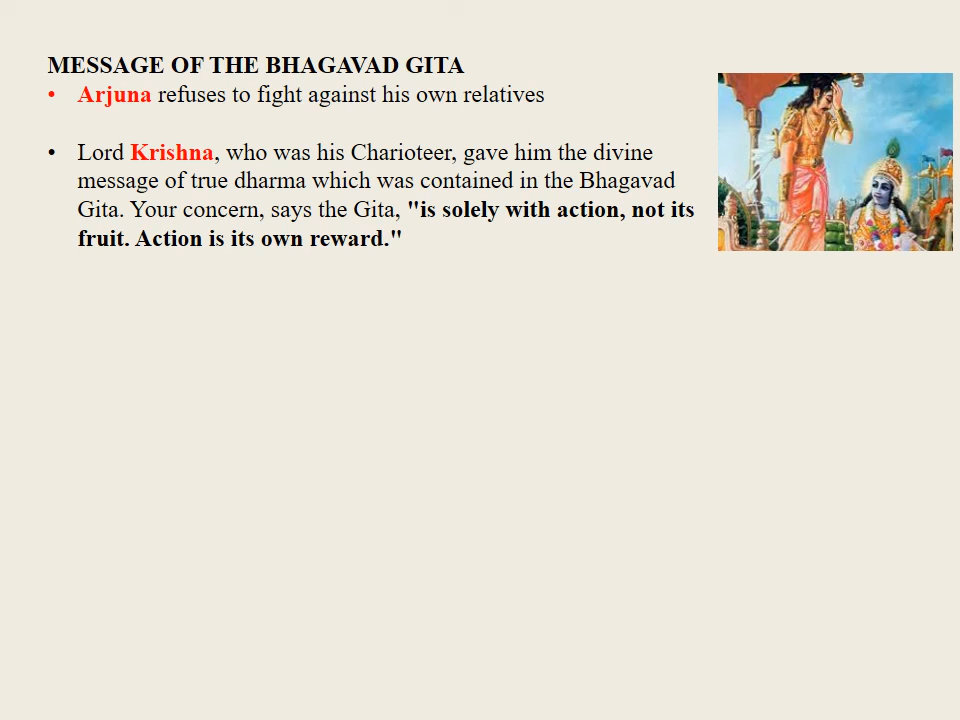 MESSAGE OF THE BHAGAVAD GITA
• Arjuna refuses to fight against his own relatives
• Lord Krishna, who was his Charioteer, gave him the divine
message of true dharma which was contained in the Bhagavad
Gita. Your concern, says the Gita, "is solely with action, not its
fruit. Action is its own reward."